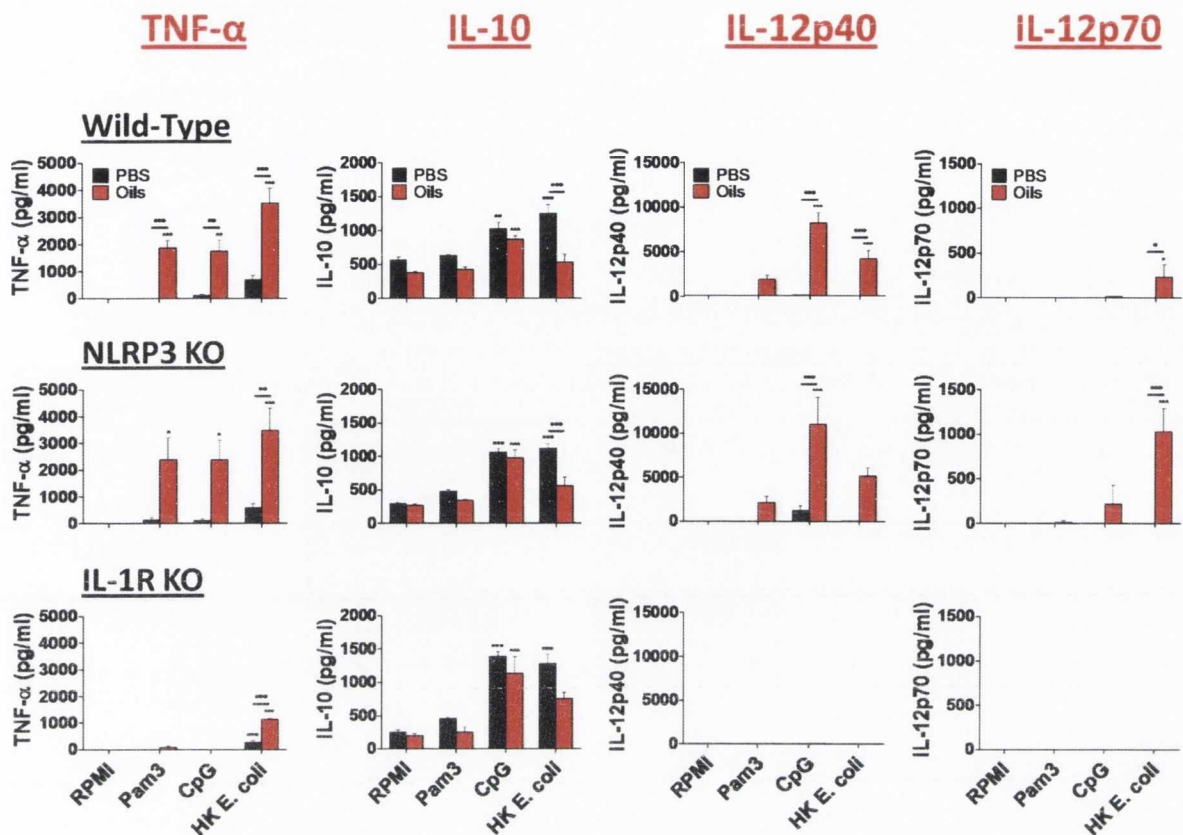 TNF-α IL-10 IL-12p40 IL-12p70
Wild-Type
TNF-α (pg/ml)
5000
4000
3000
2000
1000
0
PBS
Oils
IL-10 (pg/ml)
2000
1500
1000
500
0
PBS
Oils
IL-12p40 (pg/ml)
15000
10000
5000
0
PBS
Oils
IL-12p70 (pg/ml)
1500
1000
500
0
PBS
Oils
NLRP3 KO
TNF-α (pg/ml)
5000
4000
3000
2000
1000
0
IL-10 (pg/ml)
2000
1500
1000
500
0
IL-12p40 (pg/ml)
15000
10000
5000
0
IL-12p70 (pg/ml)
1500
1000
500
0
IL-1R KO
TNF-α (pg/ml)
5000
4000
3000
2000
1000
0
RPMI
Pam3
CpG
HK E. coli
IL-10 (pg/ml)
2000
1500
1000
500
0
RPMI
Pam3
CpG
HK E. coli
IL-12p40 (pg/ml)
15000
10000
5000
0
RPMI
Pam3
CpG
HK E. coli
IL-12p70 (pg/ml)
1500
1000
500
0
RPMI
Pam3
CpG
HK E. coli